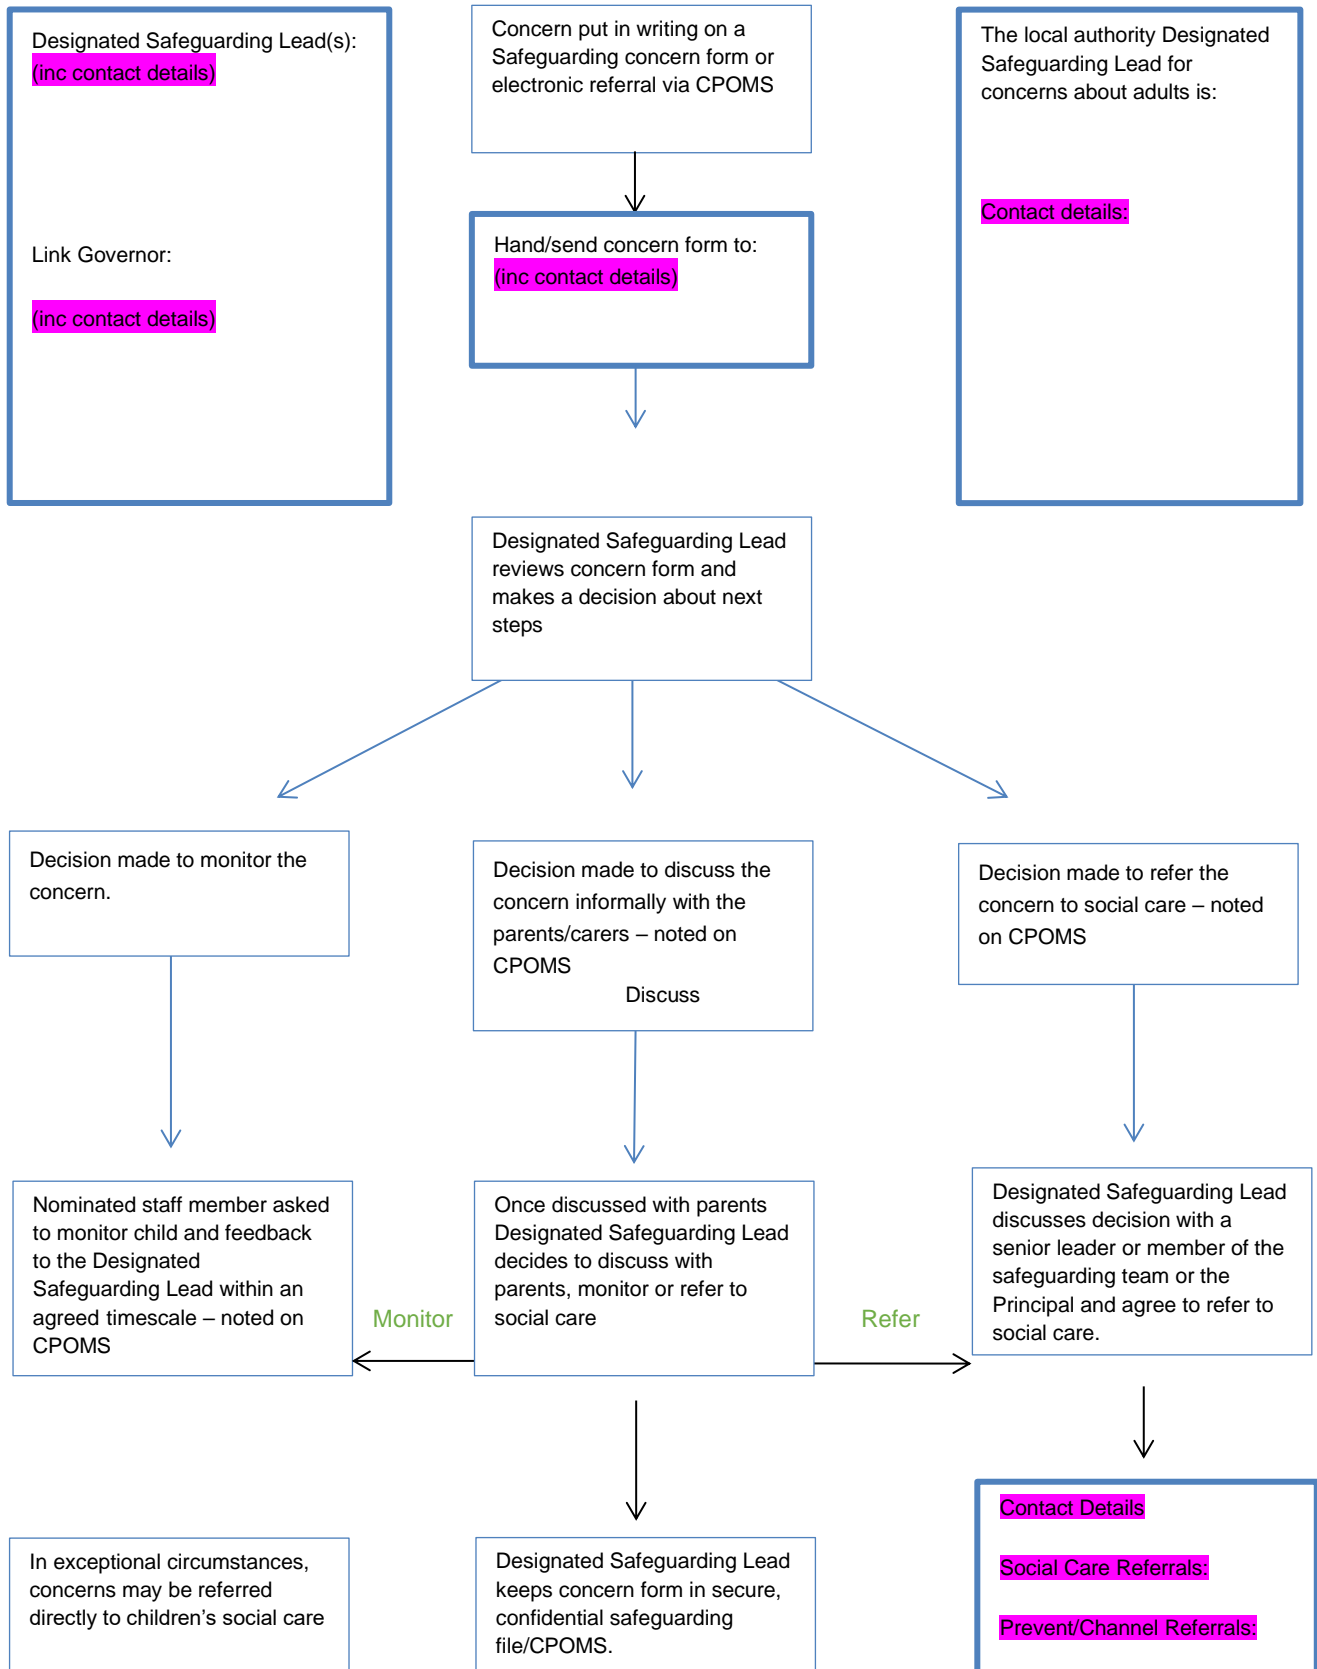 Designated Safeguarding Lead(s):
(inc contact details)
Link Governor:
(inc contact details)
Concern put in writing on a
Safeguarding concern form or
electronic referral via CPOMS
The local authority Designated
Safeguarding Lead for
concerns about adults is:
Contact details:
Hand/send concern form to:
(inc contact details)
Designated Safeguarding Lead
reviews concern form and
makes a decision about next
steps
Decision made to monitor the
concern.
Decision made to discuss the
concern informally with the
parents/carers – noted on
CPOMS
Discuss
Decision made to refer the
concern to social care – noted
on CPOMS
Nominated staff member asked
to monitor child and feedback
to the Designated
Safeguarding Lead within an
agreed timescale – noted on
CPOMS
Monitor
Once discussed with parents
Designated Safeguarding Lead
decides to discuss with
parents, monitor or refer to
social care
Refer
Designated Safeguarding Lead
discusses decision with a
senior leader or member of the
safeguarding team or the
Principal and agree to refer to
social care.
In exceptional circumstances,
concerns may be referred
directly to children’s social care
Designated Safeguarding Lead
keeps concern form in secure,
confidential safeguarding
file/CPOMS.
Contact Details
Social Care Referrals:
Prevent/Channel Referrals: